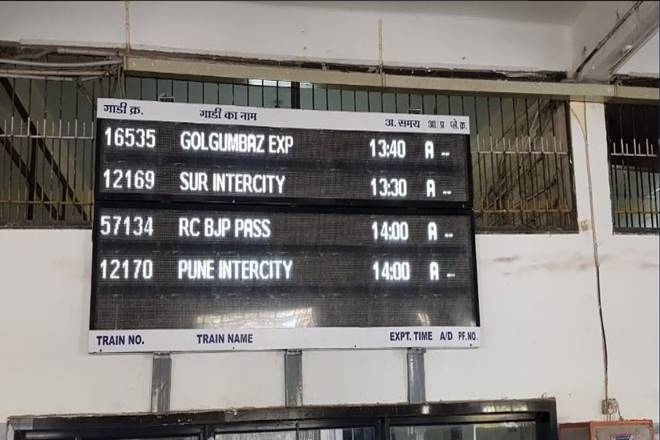 गाडी क्र. गाडी का नाम अ. समय आ/प्र प्ले.क्र.
16535 GOLGUMBAZ EXP 13:40 A --
12169 SUR INTERCITY 13:30 A --
57134 RC BJP PASS 14:00 A --
12170 PUNE INTERCITY 14:00 A --
TRAIN NO. TRAIN NAME EXPT. TIME A/D PF.NO.